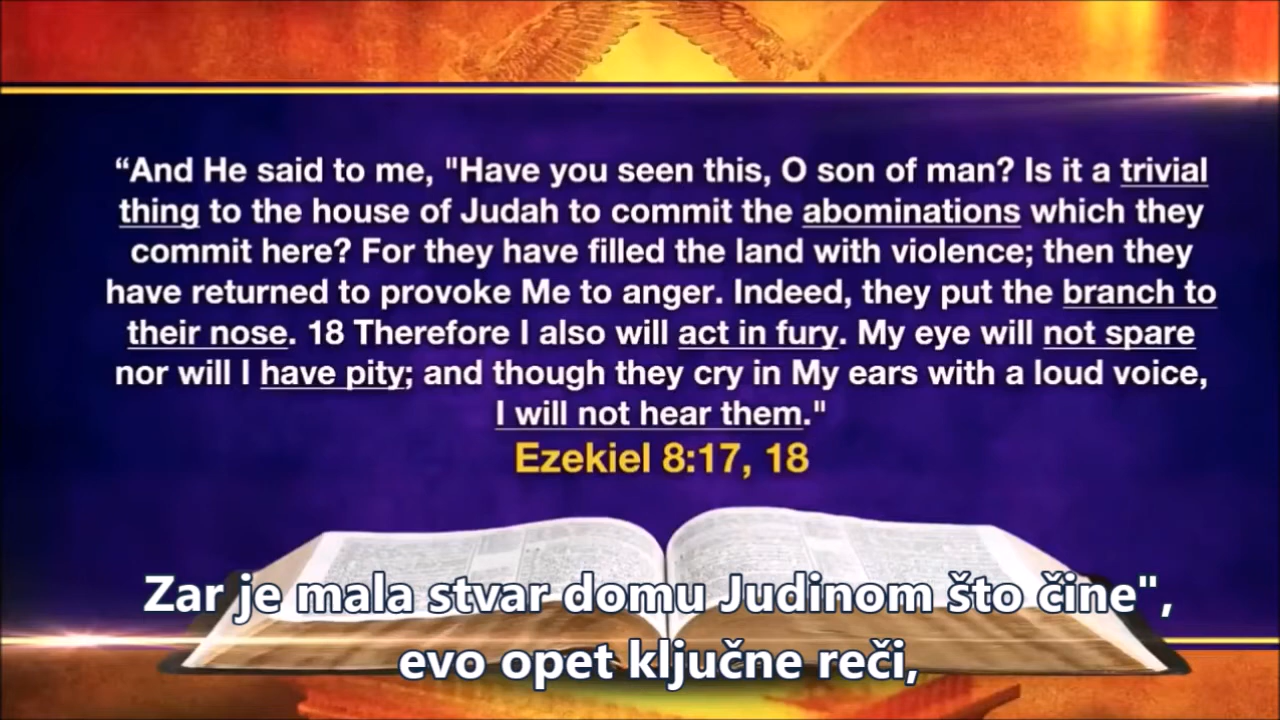 “And He said to me, "Have you seen this, O son of man? Is it a trivial
thing to the house of Judah to commit the abominations which they
commit here? For they have filled the land with violence; then they
have returned to provoke Me to anger. Indeed, they put the branch to
their nose. 18 Therefore I also will act in fury. My eye will not spare
nor will I have pity; and though they cry in My ears with a loud voice,
I will not hear them."
Ezekiel 8:17, 18
Zar je mala stvar domu Judinom što čine",
evo opet ključne reči,